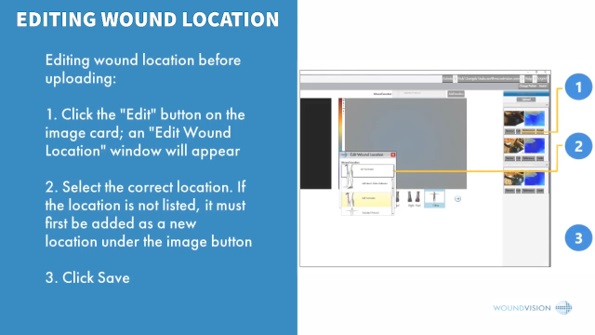 EDITING WOUND LOCATION
Editing wound location before
uploading:
1. Click the "Edit" button on the
image card; an "Edit Wound
Location" window will appear
2. Select the correct location. If
the location is not listed, it must
first be added as a new
location under the image button
3. Click Save
1
2
3
Edit Wound Location
WOUNDVISION